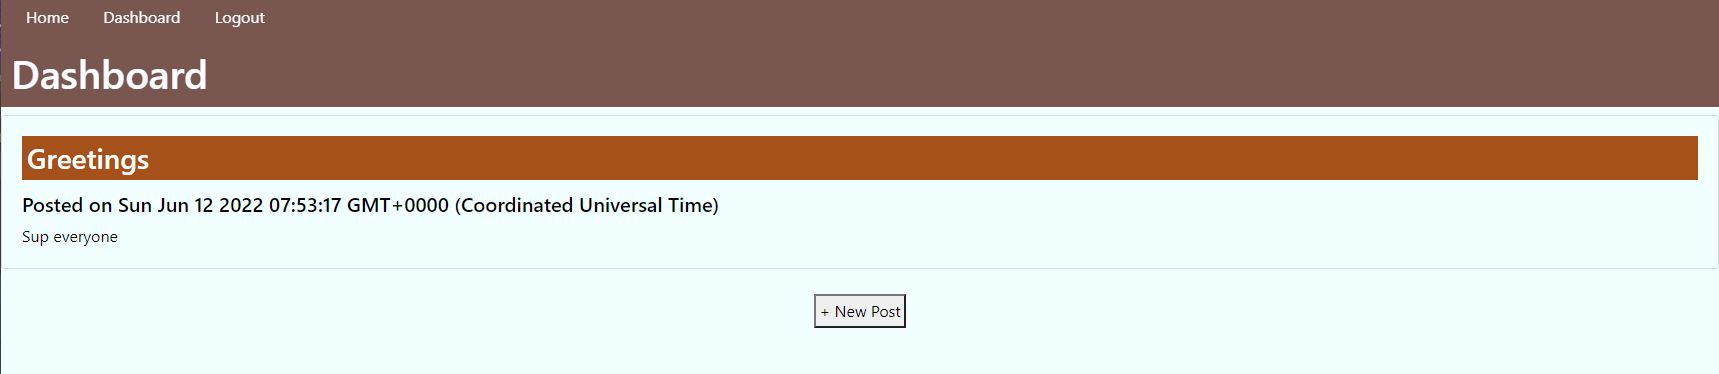 Home Dashboard Logout
Dashboard
Greetings
Posted on Sun Jun 12 2022 07:53:17 GMT+0000 (Coordinated Universal Time)
Sup everyone
+ New Post